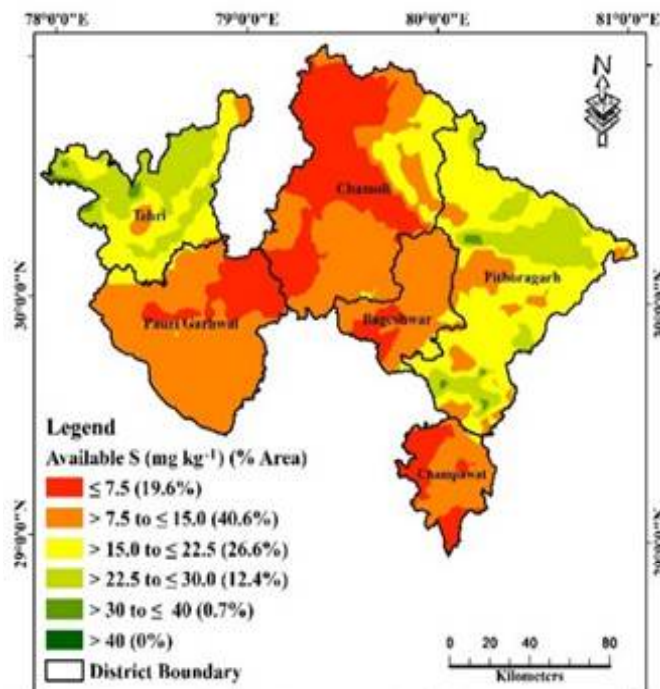 78°0'0"E 79°0'0"E 80°0'0"E 81°0'0"E
N
Chamoli
Tehri
Pithoragarh
30°0'0"N
30°0'0"N
Pauri Garhwal
Bageshwar
Champawat
29°0'0"N
29°0'0"N
Legend
Available S (mg kg⁻¹) (% Area)
≤ 7.5 (19.6%)
> 7.5 to ≤ 15.0 (40.6%)
> 15.0 to ≤ 22.5 (26.6%)
> 22.5 to ≤ 30.0 (12.4%)
> 30 to ≤ 40 (0.7%)
> 40 (0%)
District Boundary
0 20 40 60 80
Kilometers